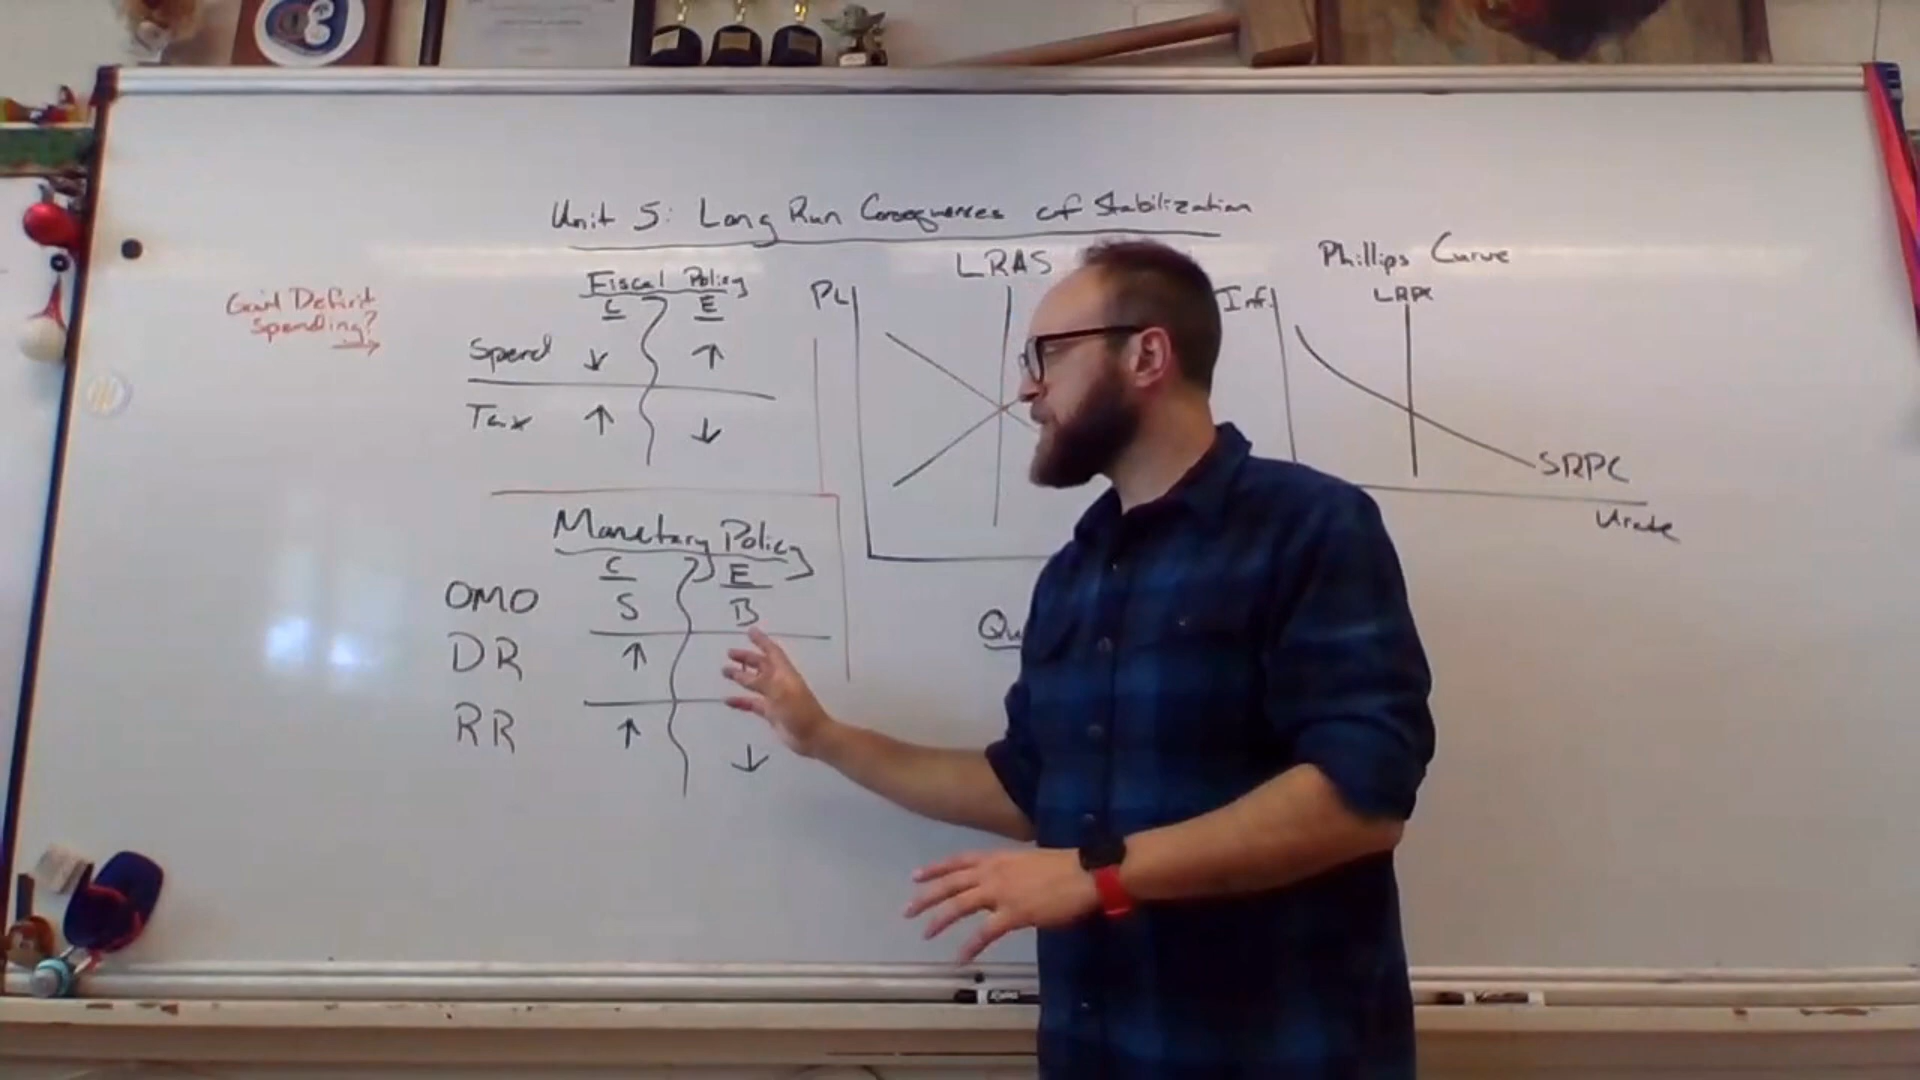 Unit 5: Long Run Consequences of Stabilization
Gov't Deficit
Spending?
Fiscal Policy
C E
Spend ↓ ↑
Tax ↑ ↓
Monetary Policy
C E
OMO S B
DR ↑
RR ↑ ↓
LRAS
PL
Phillips Curve
Inf.
LRPC
SRPC
Urate